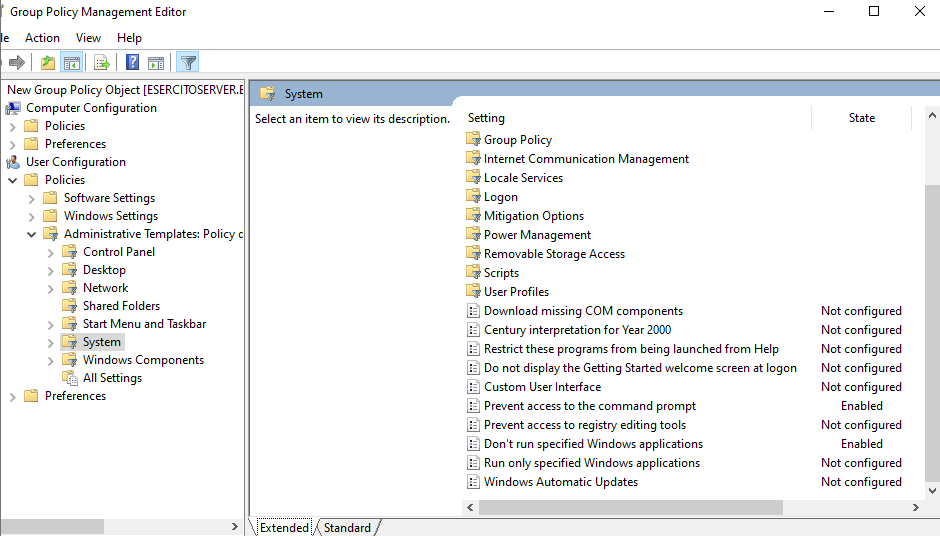 Group Policy Management Editor
le Action View Help
New Group Policy Object [ESERCITOSERVER.E
Computer Configuration
Policies
Preferences
User Configuration
Policies
Software Settings
Windows Settings
Administrative Templates: Policy d
Control Panel
Desktop
Network
Shared Folders
Start Menu and Taskbar
System
Windows Components
All Settings
Preferences
System
Select an item to view its description.
Setting State
Group Policy
Internet Communication Management
Locale Services
Logon
Mitigation Options
Power Management
Removable Storage Access
Scripts
User Profiles
Download missing COM components Not configured
Century interpretation for Year 2000 Not configured
Restrict these programs from being launched from Help Not configured
Do not display the Getting Started welcome screen at logon Not configured
Custom User Interface Not configured
Prevent access to the command prompt Enabled
Prevent access to registry editing tools Not configured
Don't run specified Windows applications Enabled
Run only specified Windows applications Not configured
Windows Automatic Updates Not configured
Extended Standard